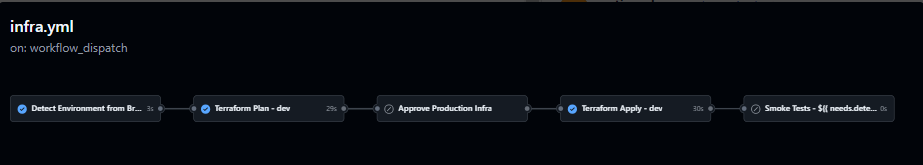 infra.yml
on: workflow_dispatch
Detect Environment from Br... 3s
Terraform Plan - dev 29s
Approve Production Infra
Terraform Apply - dev 30s
Smoke Tests - ${{ needs.dete... 0s